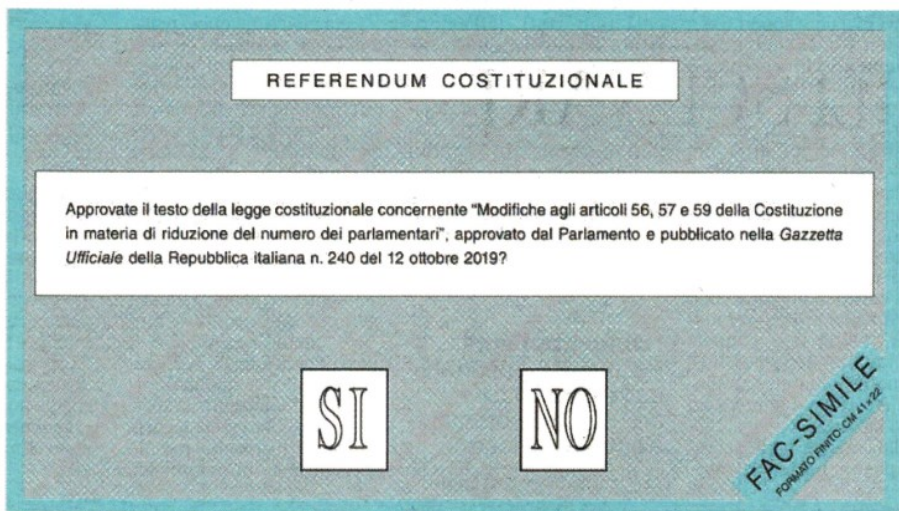 REFERENDUM COSTITUZIONALE
Approvate il testo della legge costituzionale concernente “Modifiche agli articoli 56, 57 e 59 della Costituzione
in materia di riduzione del numero dei parlamentari”, approvato dal Parlamento e pubblicato nella Gazzetta
Ufficiale della Repubblica italiana n. 240 del 12 ottobre 2019?
SI
NO
FAC-SIMILE
FORMATO FINITO: CM 41×22